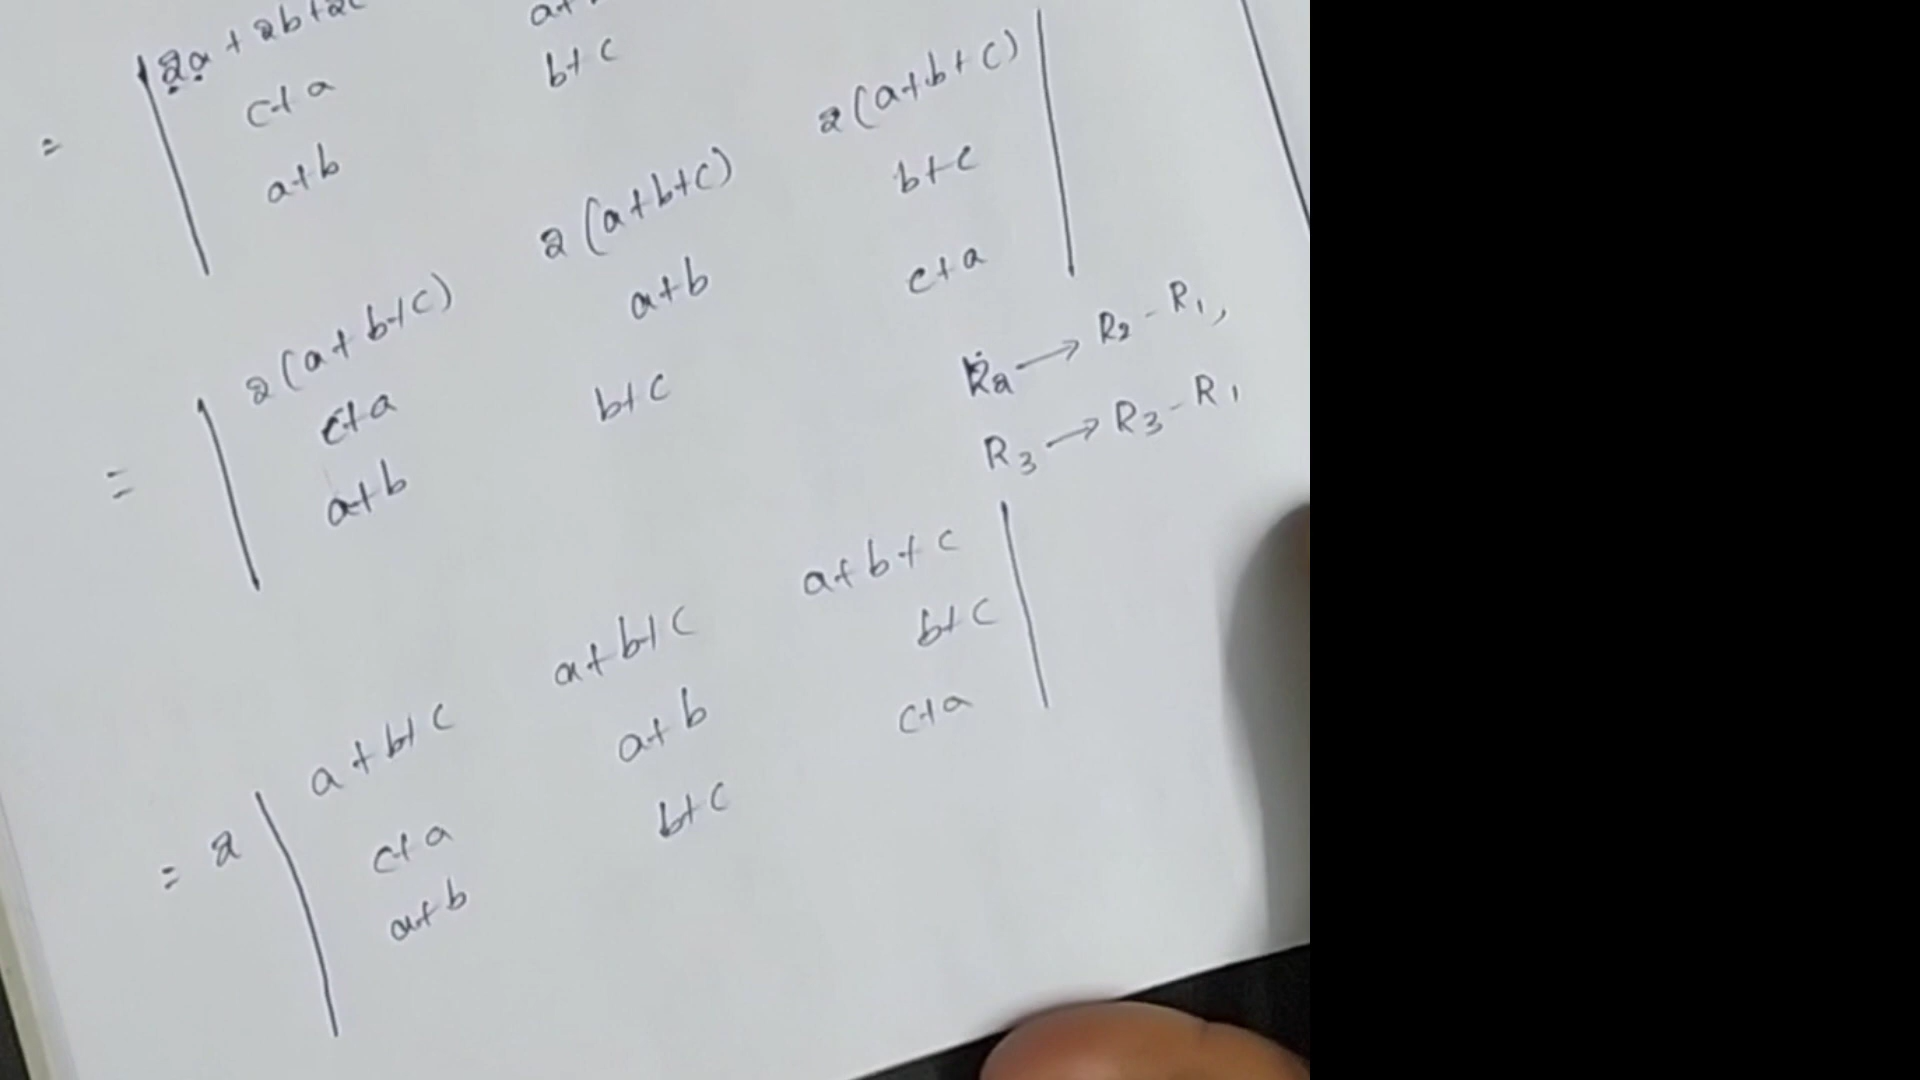 2a + 2b + 2c
= c+a b+c
a+b
2(a+b+c) 2(a+b+c) 2(a+b+c)
= c+a a+b b+c
a+b b+c c+a
R2 → R2 - R1,
R3 → R3 - R1
a+b+c a+b+c a+b+c
= 2 c+a a+b b+c
a+b b+c c+a